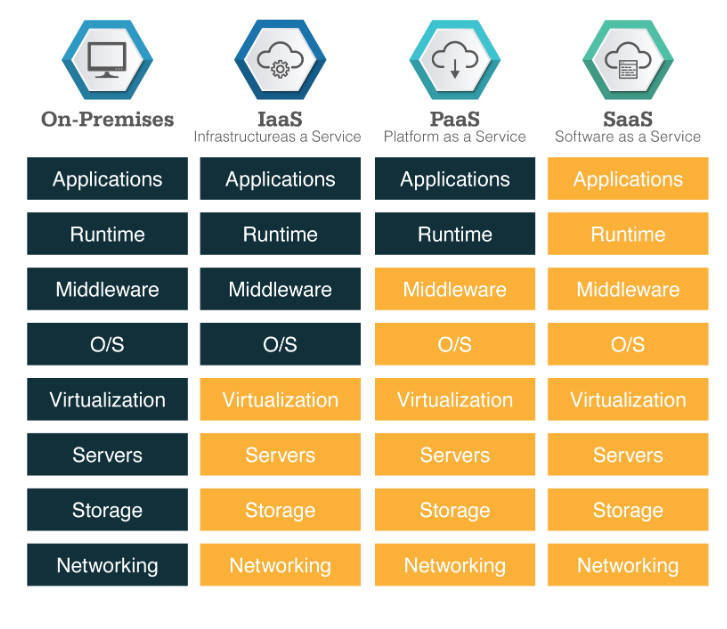 On-Premises
IaaS
PaaS
SaaS
Infrastructureas a Service
Platform as a Service
Software as a Service
Applications
Applications
Applications
Applications
Runtime
Runtime
Runtime
Runtime
Middleware
Middleware
Middleware
Middleware
O/S
O/S
O/S
O/S
Virtualization
Virtualization
Virtualization
Virtualization
Servers
Servers
Servers
Servers
Storage
Storage
Storage
Storage
Networking
Networking
Networking
Networking